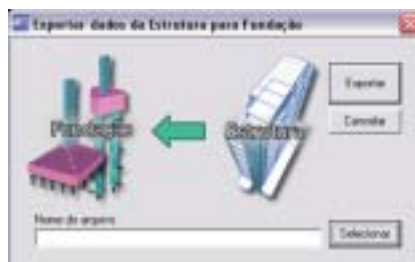 Exportar dados da Estrutura para Fundação
Fundação
Estrutura
Exportar
Cancelar
Nome do arquivo
Selecionar